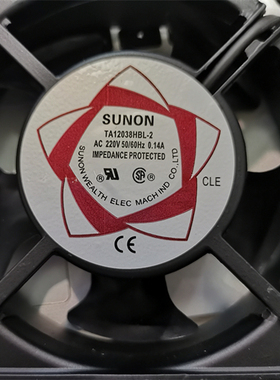 SUNON
TA12038HBL-2
AC 220V 50/60Hz 0.14A
IMPEDANCE PROTECTED
SUNONWEALTH ELEC MACH IND CO.,LTD
CLE
CE